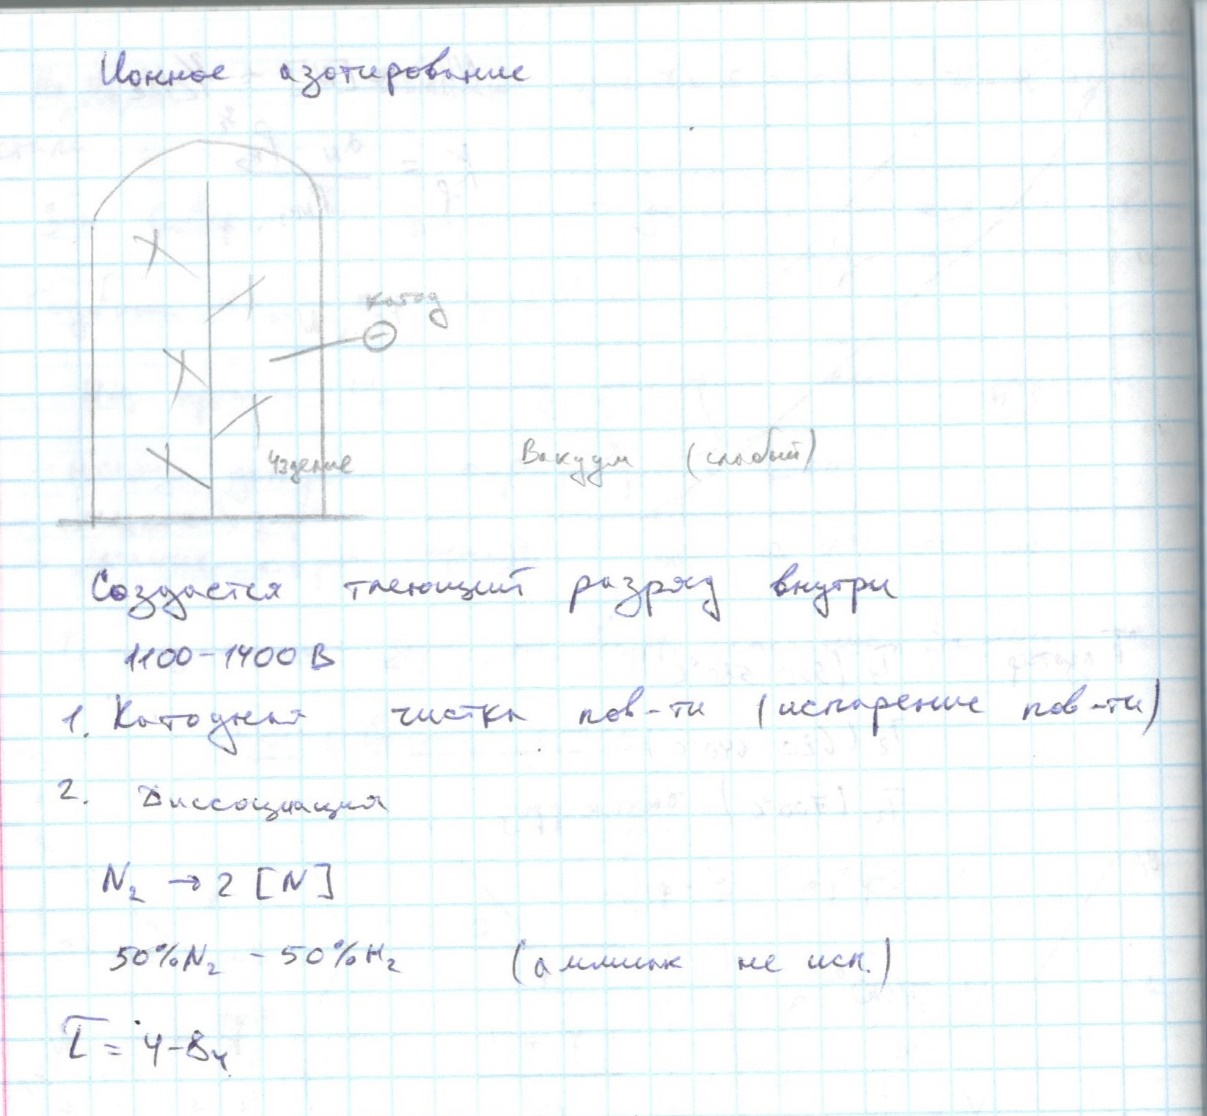 Ионное азотирование
катод
−
Изделие
Вакуум (слабый)
Создается тлеющий разряд внутри
1100-1400 В
1. Катодная чистка пов-ти (испарение пов-ти)
2. Диссоциация
N₂ → 2 [N]
50%N₂ - 50%H₂ (аммиак не исп.)
τ = 4-8ч